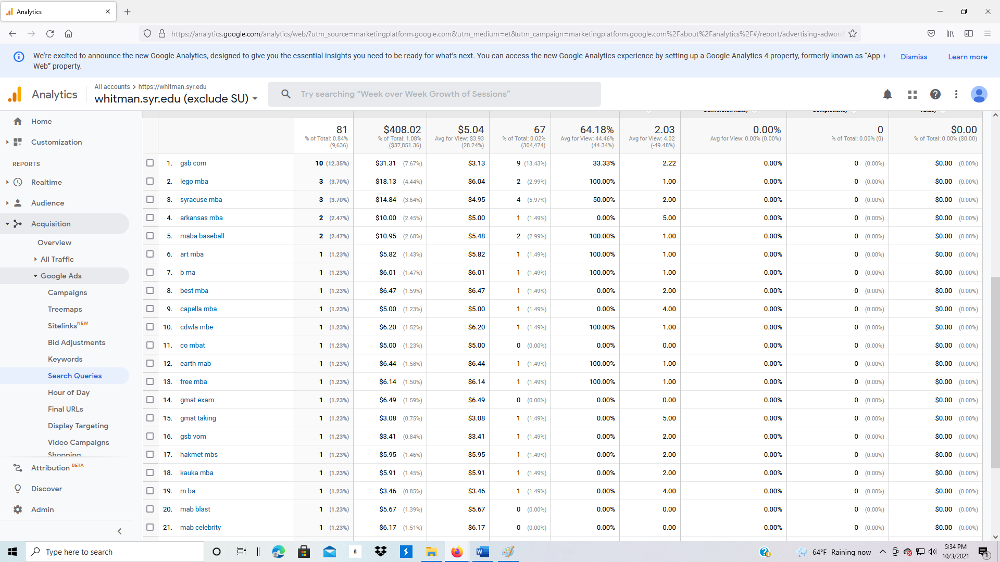 Analytics
https://analytics.google.com/analytics/web/?utm_source=marketingplatform.google.com&utm_medium=et&utm_campaign=marketingplatform.google.com%2Fabout%2Fanalytics%2F#/report/advertising-adword
We're excited to announce the new Google Analytics, designed to give you the essential insights you need to be ready for what's next. You can access the new Google Analytics experience by setting up a Google Analytics 4 property, formerly known as “App +
Web” property.
Dismiss Learn more
Analytics
All accounts > https://whitman.syr.edu
whitman.syr.edu (exclude SU)
Try searching “Week over Week Growth of Sessions”
Home
Customization
REPORTS
Realtime
Audience
Acquisition
Overview
All Traffic
Google Ads
Campaigns
Treemaps
Sitelinks NEW
Bid Adjustments
Keywords
Search Queries
Hour of Day
Final URLs
Display Targeting
Video Campaigns
Shopping
Attribution BETA
Discover
Admin
Conversion Rate) Completions) Value)
81 $408.02 $5.04 67 64.18% 2.03 0.00% 0 $0.00
% of Total: 0.84% % of Total: 1.08% Avg for View: $3.93 % of Total: 0.02% Avg for View: 44.46% Avg for View: 4.02 Avg for View: 0.00% (0.00%) % of Total: 0.00% (0) % of Total: 0.00% ($0.00)
(9,636) ($37,851.36) (28.24%) (304,474) (44.34%) (-49.48%)
1. gsb com 10 (12.35%) $31.31 (7.67%) $3.13 9 (13.43%) 33.33% 2.22 0.00% 0 (0.00%) $0.00 (0.00%)
2. lego mba 3 (3.70%) $18.13 (4.44%) $6.04 2 (2.99%) 100.00% 1.00 0.00% 0 (0.00%) $0.00 (0.00%)
3. syracuse mba 3 (3.70%) $14.84 (3.64%) $4.95 4 (5.97%) 50.00% 2.00 0.00% 0 (0.00%) $0.00 (0.00%)
4. arkansas mba 2 (2.47%) $10.00 (2.45%) $5.00 1 (1.49%) 0.00% 5.00 0.00% 0 (0.00%) $0.00 (0.00%)
5. maba baseball 2 (2.47%) $10.95 (2.68%) $5.48 2 (2.99%) 100.00% 1.00 0.00% 0 (0.00%) $0.00 (0.00%)
6. art mba 1 (1.23%) $5.82 (1.43%) $5.82 1 (1.49%) 100.00% 1.00 0.00% 0 (0.00%) $0.00 (0.00%)
7. b ma 1 (1.23%) $6.01 (1.47%) $6.01 1 (1.49%) 100.00% 1.00 0.00% 0 (0.00%) $0.00 (0.00%)
8. best mba 1 (1.23%) $6.47 (1.59%) $6.47 1 (1.49%) 0.00% 2.00 0.00% 0 (0.00%) $0.00 (0.00%)
9. capella mba 1 (1.23%) $5.00 (1.23%) $5.00 1 (1.49%) 0.00% 4.00 0.00% 0 (0.00%) $0.00 (0.00%)
10. cdwla mbe 1 (1.23%) $6.20 (1.52%) $6.20 1 (1.49%) 100.00% 1.00 0.00% 0 (0.00%) $0.00 (0.00%)
11. co mbat 1 (1.23%) $5.00 (1.23%) $5.00 0 (0.00%) 0.00% 0.00 0.00% 0 (0.00%) $0.00 (0.00%)
12. earth mab 1 (1.23%) $6.44 (1.58%) $6.44 1 (1.49%) 100.00% 1.00 0.00% 0 (0.00%) $0.00 (0.00%)
13. free mba 1 (1.23%) $6.14 (1.50%) $6.14 1 (1.49%) 100.00% 1.00 0.00% 0 (0.00%) $0.00 (0.00%)
14. gmat exam 1 (1.23%) $6.49 (1.59%) $6.49 0 (0.00%) 0.00% 0.00 0.00% 0 (0.00%) $0.00 (0.00%)
15. gmat taking 1 (1.23%) $3.08 (0.75%) $3.08 1 (1.49%) 0.00% 5.00 0.00% 0 (0.00%) $0.00 (0.00%)
16. gsb vom 1 (1.23%) $3.41 (0.84%) $3.41 1 (1.49%) 0.00% 2.00 0.00% 0 (0.00%) $0.00 (0.00%)
17. hakmet mbs 1 (1.23%) $5.95 (1.46%) $5.95 1 (1.49%) 0.00% 2.00 0.00% 0 (0.00%) $0.00 (0.00%)
18. kauka mba 1 (1.23%) $5.91 (1.45%) $5.91 1 (1.49%) 0.00% 2.00 0.00% 0 (0.00%) $0.00 (0.00%)
19. m ba 1 (1.23%) $3.46 (0.85%) $3.46 1 (1.49%) 0.00% 4.00 0.00% 0 (0.00%) $0.00 (0.00%)
20. mab blast 1 (1.23%) $5.67 (1.39%) $5.67 0 (0.00%) 0.00% 0.00 0.00% 0 (0.00%) $0.00 (0.00%)
21. mab celebrity 1 (1.23%) $6.17 (1.51%) $6.17 0 (0.00%) 0.00% 0.00 0.00% 0 (0.00%) $0.00 (0.00%)
Type here to search
64°F Raining now
5:34 PM
10/3/2021
1